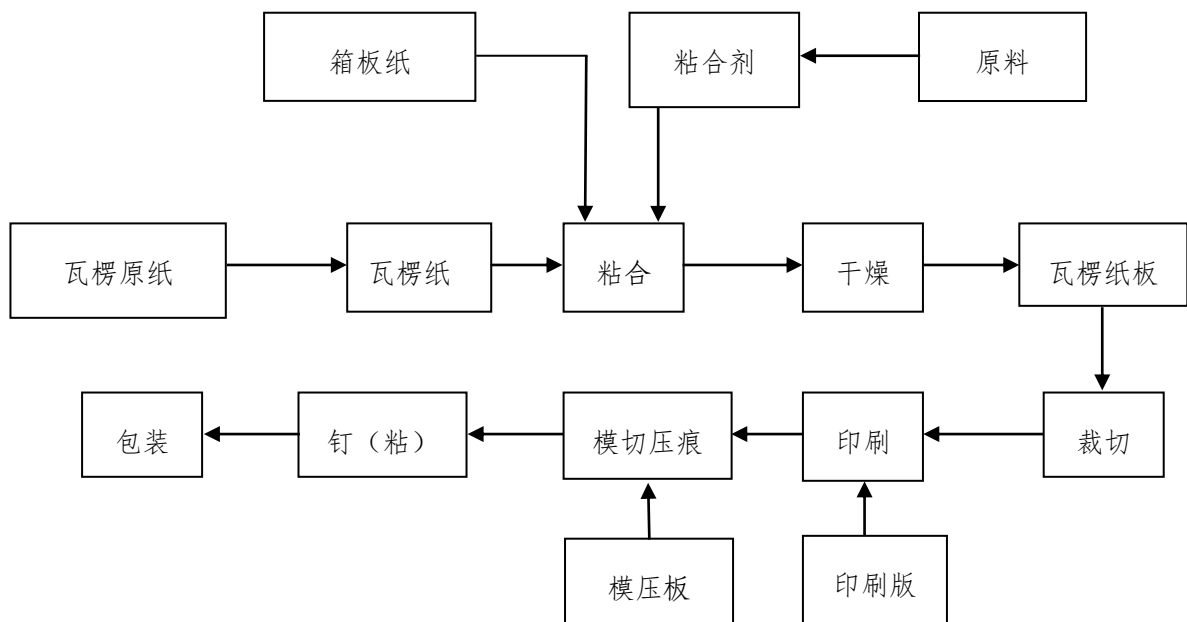 箱板纸
粘合剂
原料
瓦楞原纸
瓦楞纸
粘合
干燥
瓦楞纸板
包装
钉（粘）
模切压痕
印刷
裁切
模压板
印刷版